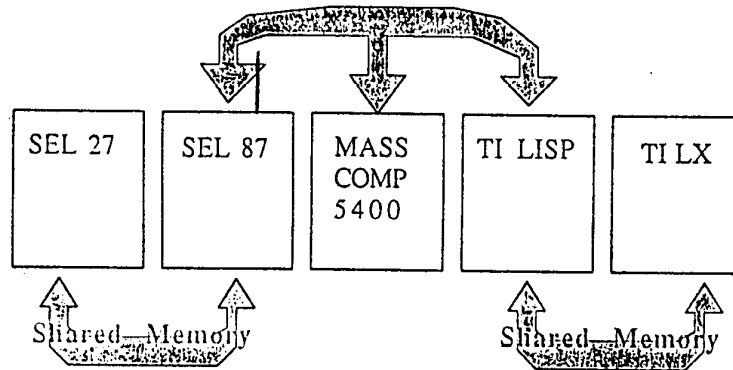 SEL 27
SEL 87
MASS
COMP
5400
TI LISP
TI LX
Shared Memory
Shared Memory